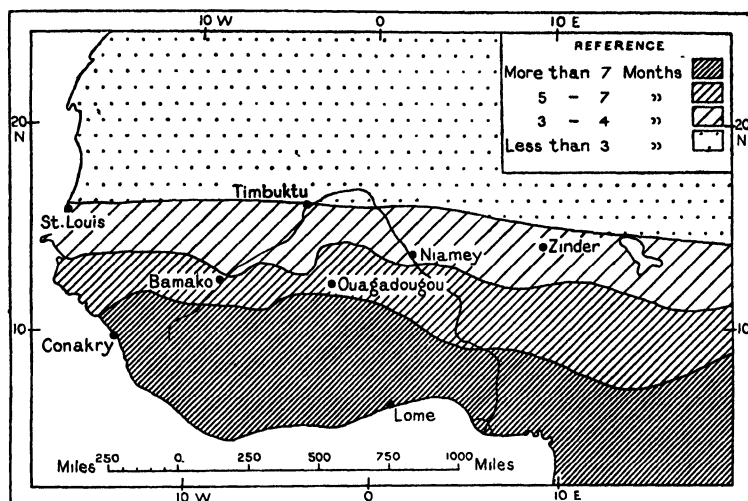 10 W 0 10 E
REFERENCE
More than 7 Months
5 - 7 "
3 - 4 "
Less than 3 "
20 N
20 N
Timbuktu
St. Louis
Niamey
Zinder
Bamako
Ouagadougou
10
10
Conakry
Lome
Miles 250 0. 250 500 750 1000 Miles
10 W 0 10 E